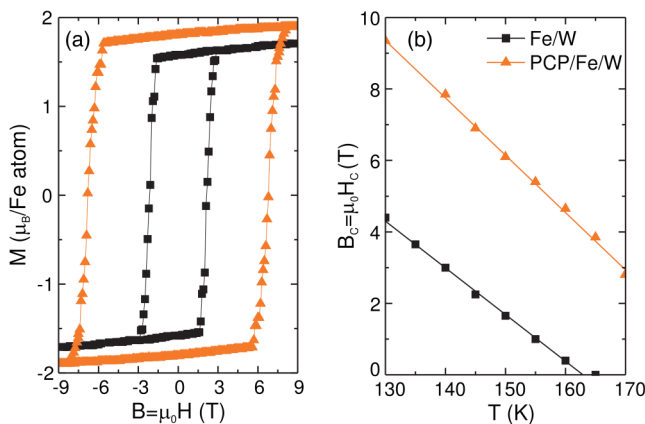 (a)
2
1
0
-1
-2
M (μB/Fe atom)
-9 -6 -3 0 3 6 9
B=μ0H (T)
(b)
Fe/W
PCP/Fe/W
10
8
6
4
2
0
BC=μ0HC (T)
130 140 150 160 170
T (K)